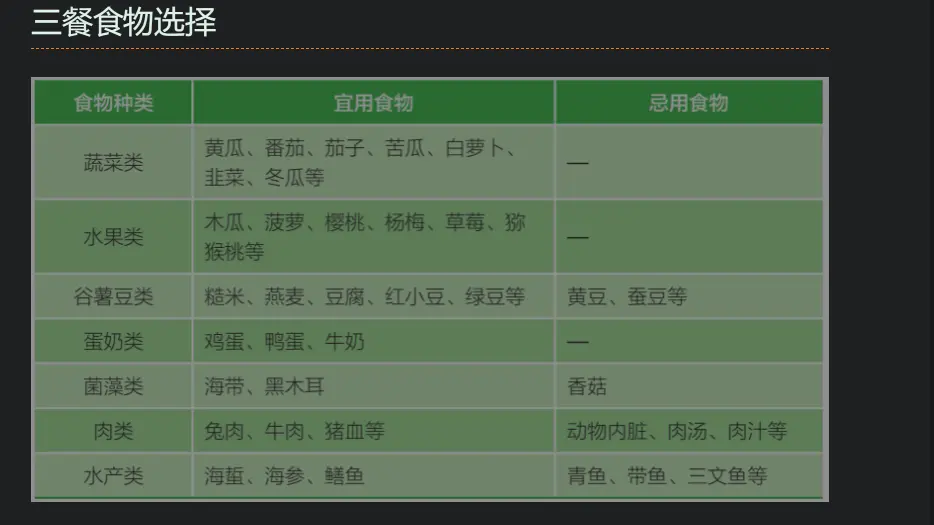 三餐食物选择
食物种类 宜用食物 忌用食物
蔬菜类 黄瓜、番茄、茄子、苦瓜、白萝卜、 —
韭菜、冬瓜等
水果类 木瓜、菠萝、樱桃、杨梅、草莓、猕 —
猴桃等
谷薯豆类 糙米、燕麦、豆腐、红小豆、绿豆等 黄豆、蚕豆等
蛋奶类 鸡蛋、鸭蛋、牛奶 —
菌藻类 海带、黑木耳 香菇
肉类 兔肉、牛肉、猪血等 动物内脏、肉汤、肉汁等
水产类 海蜇、海参、鳝鱼 青鱼、带鱼、三文鱼等